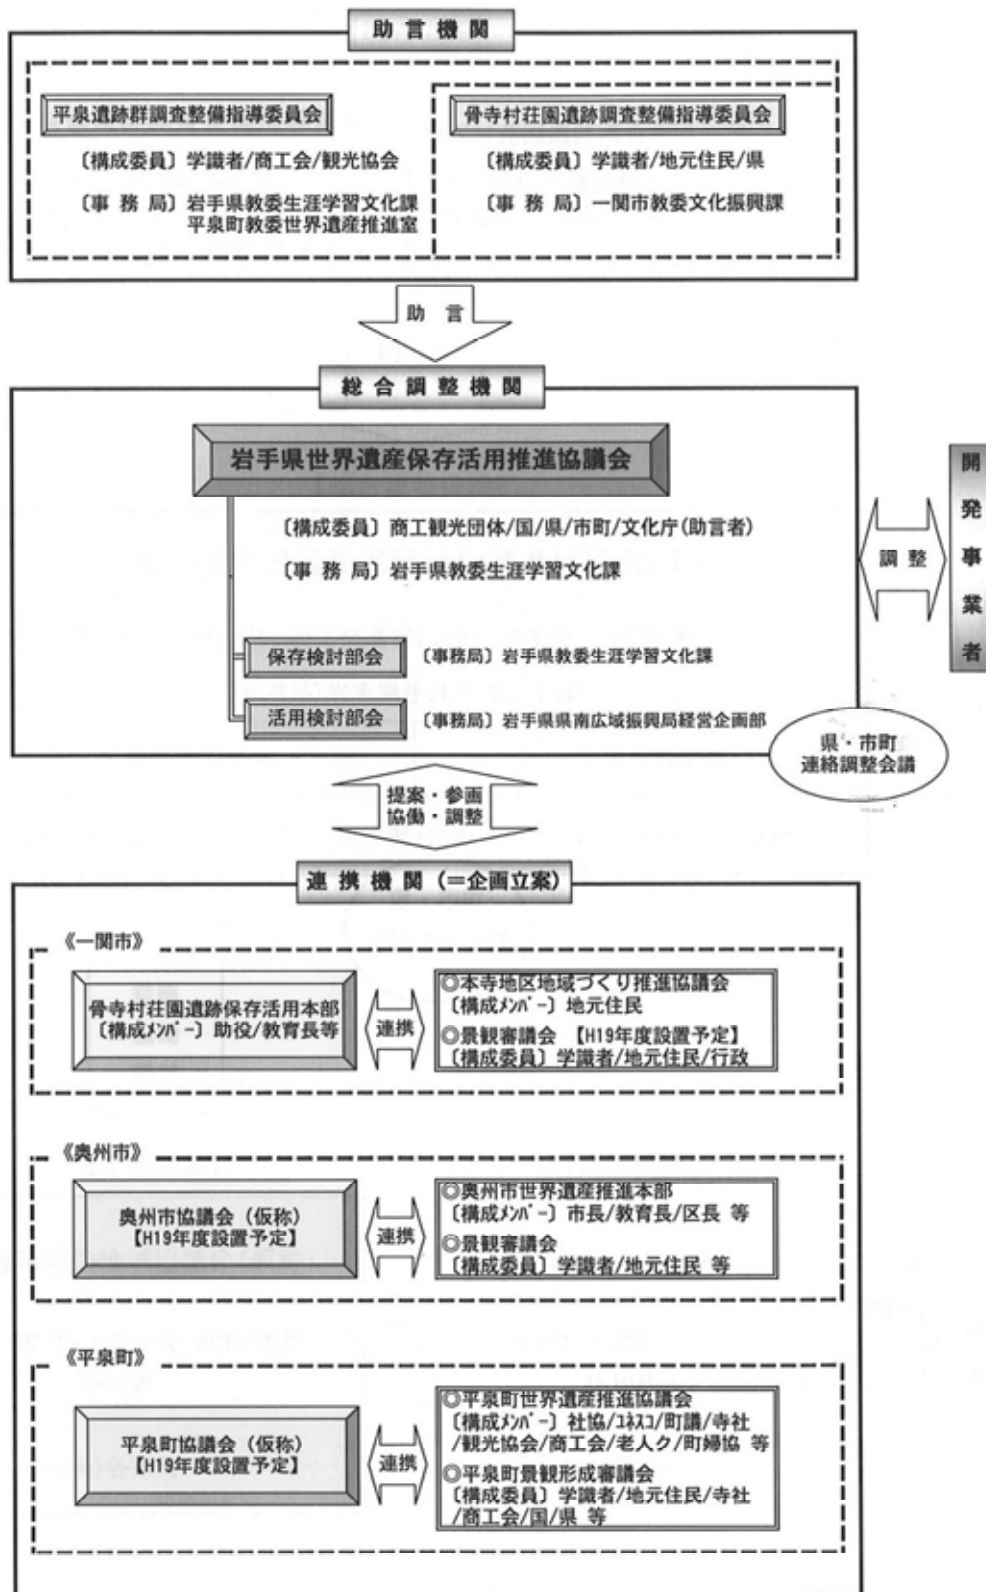 助言機関
平泉遺跡群調査整備指導委員会
〔構成委員〕学識者/商工会/観光協会
〔事務局〕岩手県教委生涯学習文化課
平泉町教委世界遺産推進室
骨寺村荘園遺跡調査整備指導委員会
〔構成委員〕学識者/地元住民/県
〔事務局〕一関市教委文化振興課
助言
総合調整機関
岩手県世界遺産保存活用推進協議会
〔構成委員〕商工観光団体/国/県/市町/文化庁(助言者)
〔事務局〕岩手県教委生涯学習文化課
保存検討部会
〔事務局〕岩手県教委生涯学習文化課
活用検討部会
〔事務局〕岩手県県南広域振興局経営企画部
調整
開発事業者
県・市町
連絡調整会議
提案・参画
協働・調整
連携機関(=企画立案)
《一関市》
骨寺村荘園遺跡保存活用本部
〔構成ﾒﾝﾊﾞｰ〕助役/教育長等
連携
◎本寺地区地域づくり推進協議会
〔構成ﾒﾝﾊﾞｰ〕地元住民
◎景観審議会 【H19年度設置予定】
〔構成委員〕学識者/地元住民/行政
《奥州市》
奥州市協議会(仮称)
【H19年度設置予定】
連携
◎奥州市世界遺産推進本部
〔構成ﾒﾝﾊﾞｰ〕市長/教育長/区長 等
◎景観審議会
〔構成委員〕学識者/地元住民 等
《平泉町》
平泉町協議会(仮称)
【H19年度設置予定】
連携
◎平泉町世界遺産推進協議会
〔構成ﾒﾝﾊﾞｰ〕社協/ﾕﾈｽｺ/町議/寺社
/観光協会/商工会/老人ク/町婦協 等
◎平泉町景観形成審議会
〔構成委員〕学識者/地元住民/寺社
/商工会/国/県 等